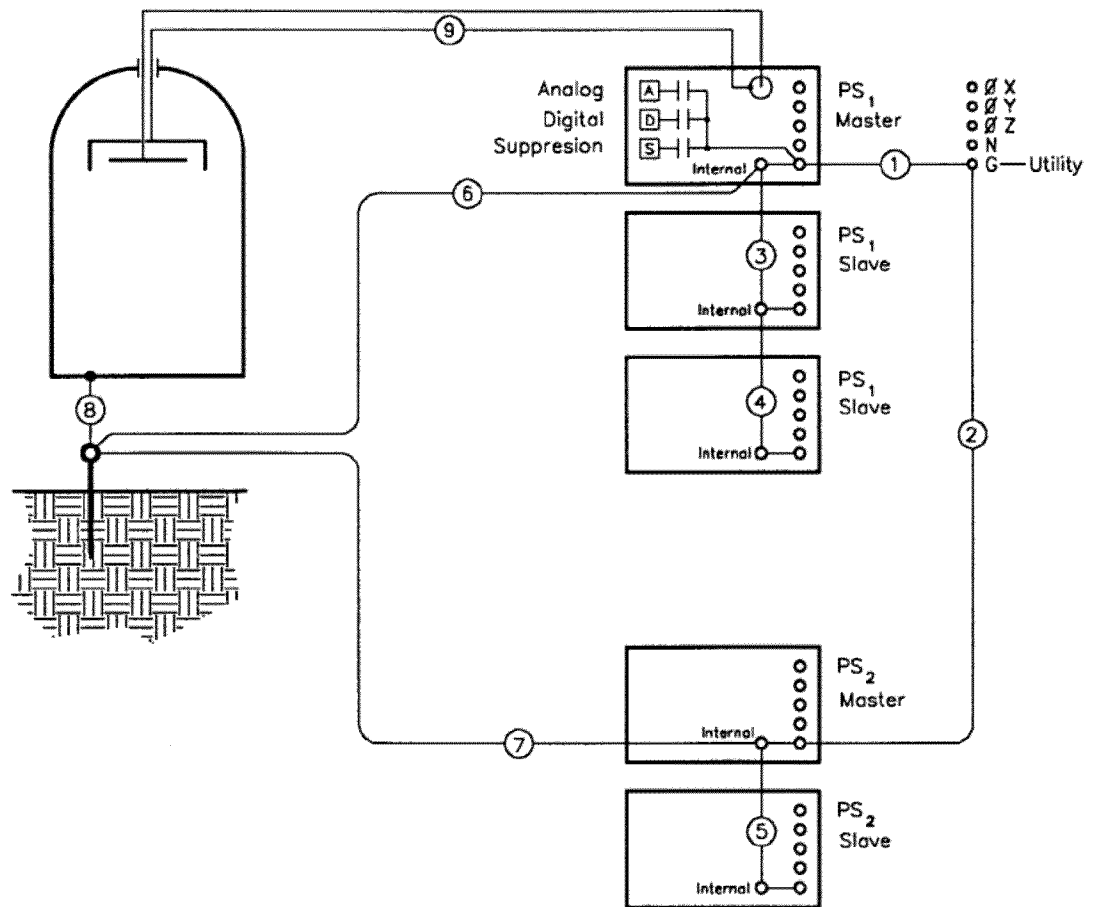 9
Analog
A
PS1
Master
Ø X
Digital
D
Ø Y
Ø Z
Suppresion
S
N
Internal
1
G
Utility
6
3
PS1
Slave
Internal
8
4
PS1
Slave
2
Internal
PS2
Master
Internal
7
5
PS2
Slave
Internal